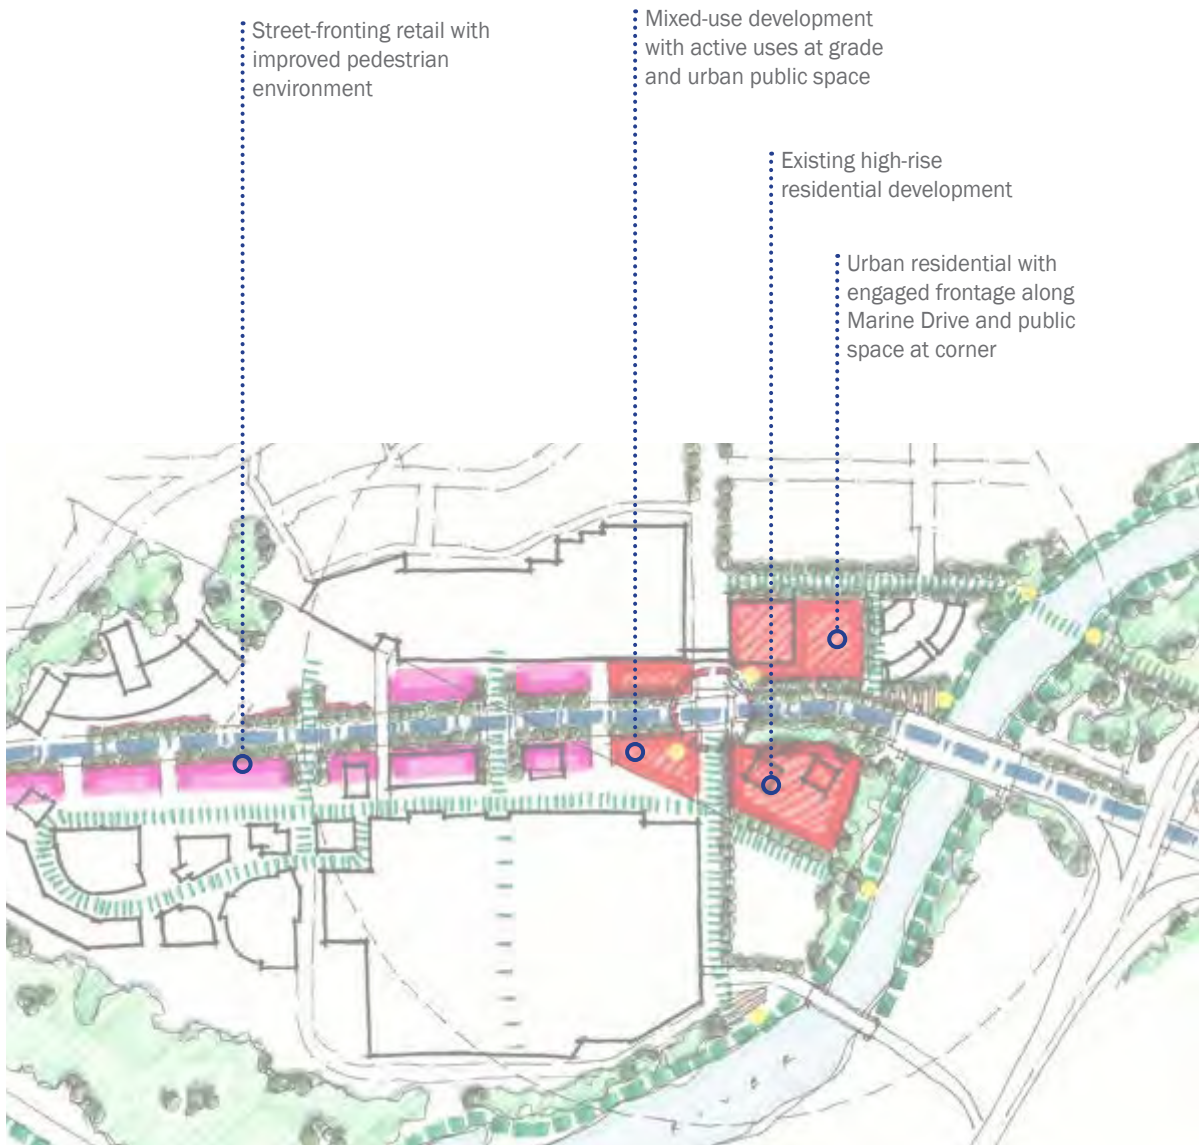 Street-fronting retail with
improved pedestrian
environment
Mixed-use development
with active uses at grade
and urban public space
Existing high-rise
residential development
Urban residential with
engaged frontage along
Marine Drive and public
space at corner